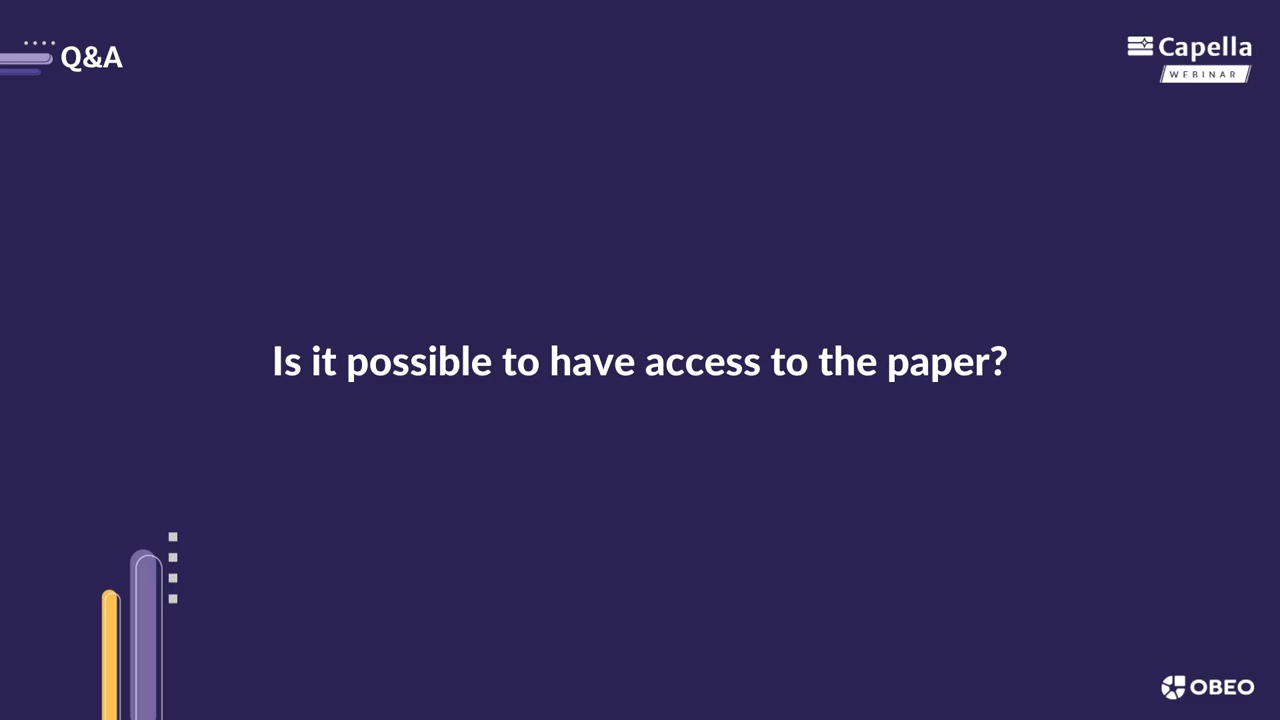 Q&A
Capella
WEBINAR
Is it possible to have access to the paper?
OBEO